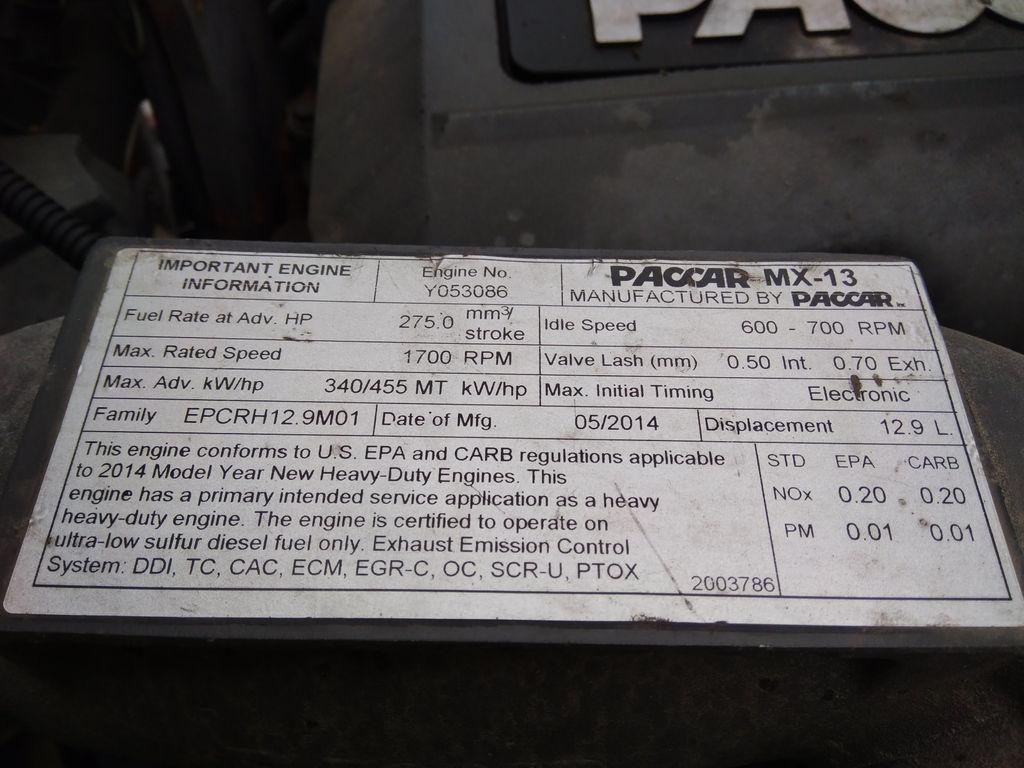 PACC
IMPORTANT ENGINE INFORMATION
Engine No.
Y053086
PACCAR MX-13
MANUFACTURED BY PACCAR INC
Fuel Rate at Adv. HP 275.0 mm³/stroke
Idle Speed 600 - 700 RPM
Max. Rated Speed 1700 RPM
Valve Lash (mm) 0.50 Int. 0.70 Exh.
Max. Adv. kW/hp 340/455 MT kW/hp
Max. Initial Timing Electronic
Family EPCRH12.9M01
Date of Mfg. 05/2014
Displacement 12.9 L.
This engine conforms to U.S. EPA and CARB regulations applicable
to 2014 Model Year New Heavy-Duty Engines. This
engine has a primary intended service application as a heavy
heavy-duty engine. The engine is certified to operate on
ultra-low sulfur diesel fuel only. Exhaust Emission Control
System: DDI, TC, CAC, ECM, EGR-C, OC, SCR-U, PTOX
2003786
STD EPA CARB
NOx 0.20 0.20
PM 0.01 0.01